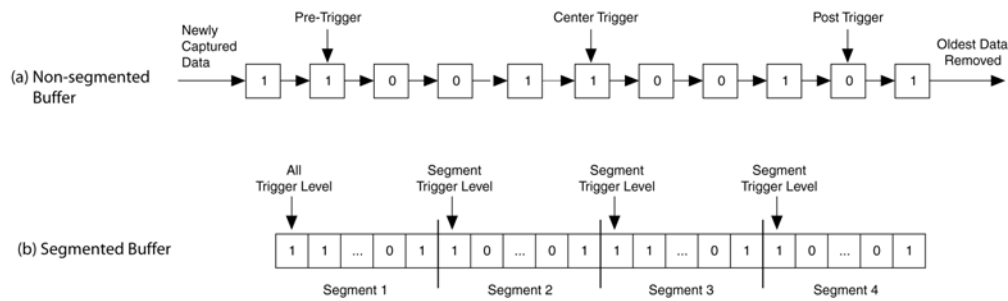 Pre-Trigger
Center Trigger
Post Trigger
Newly
Captured
Data
Oldest Data
Removed
(a) Non-segmented
Buffer
1 1 0 0 1 1 0 0 1 0 1
All
Trigger Level
Segment
Trigger Level
Segment
Trigger Level
Segment
Trigger Level
(b) Segmented Buffer
1 1 ... 0 1 1 0 ... 0 1 1 1 ... 0 1 1 0 ... 0 1
Segment 1
Segment 2
Segment 3
Segment 4